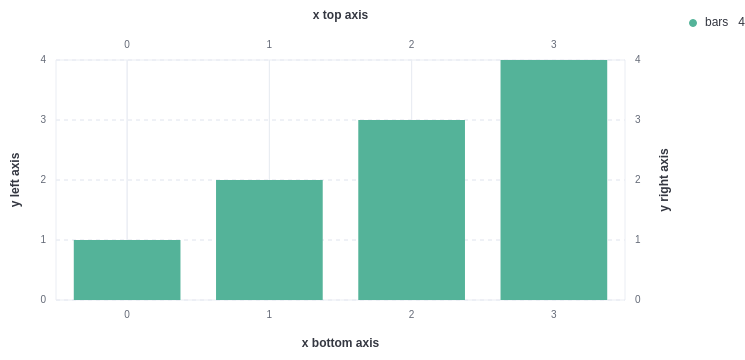 x top axis
bars 4
0 1 2 3
4 4
3 3
2 2
1 1
0 0
y left axis
y right axis
0 1 2 3
x bottom axis